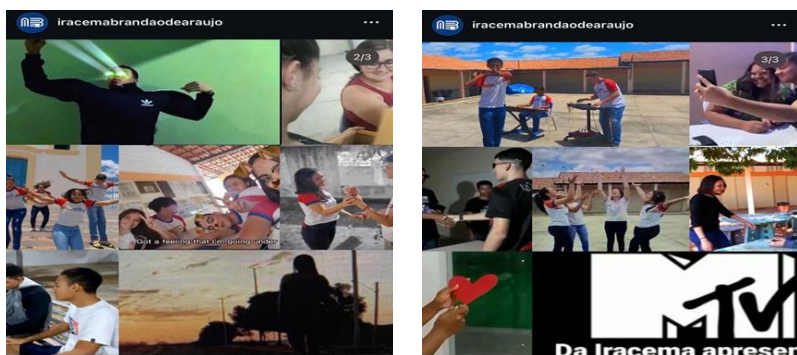 iracemabrandaodearaujo
2/3
Got a feeling that I'm going under
iracemabrandaodearaujo
3/3
MTV
Da Iracema apresen